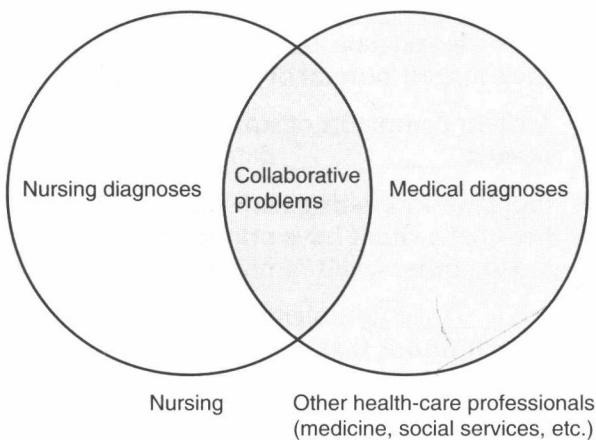 Nursing diagnoses
Collaborative
problems
Medical diagnoses
Nursing
Other health-care professionals
(medicine, social services, etc.)